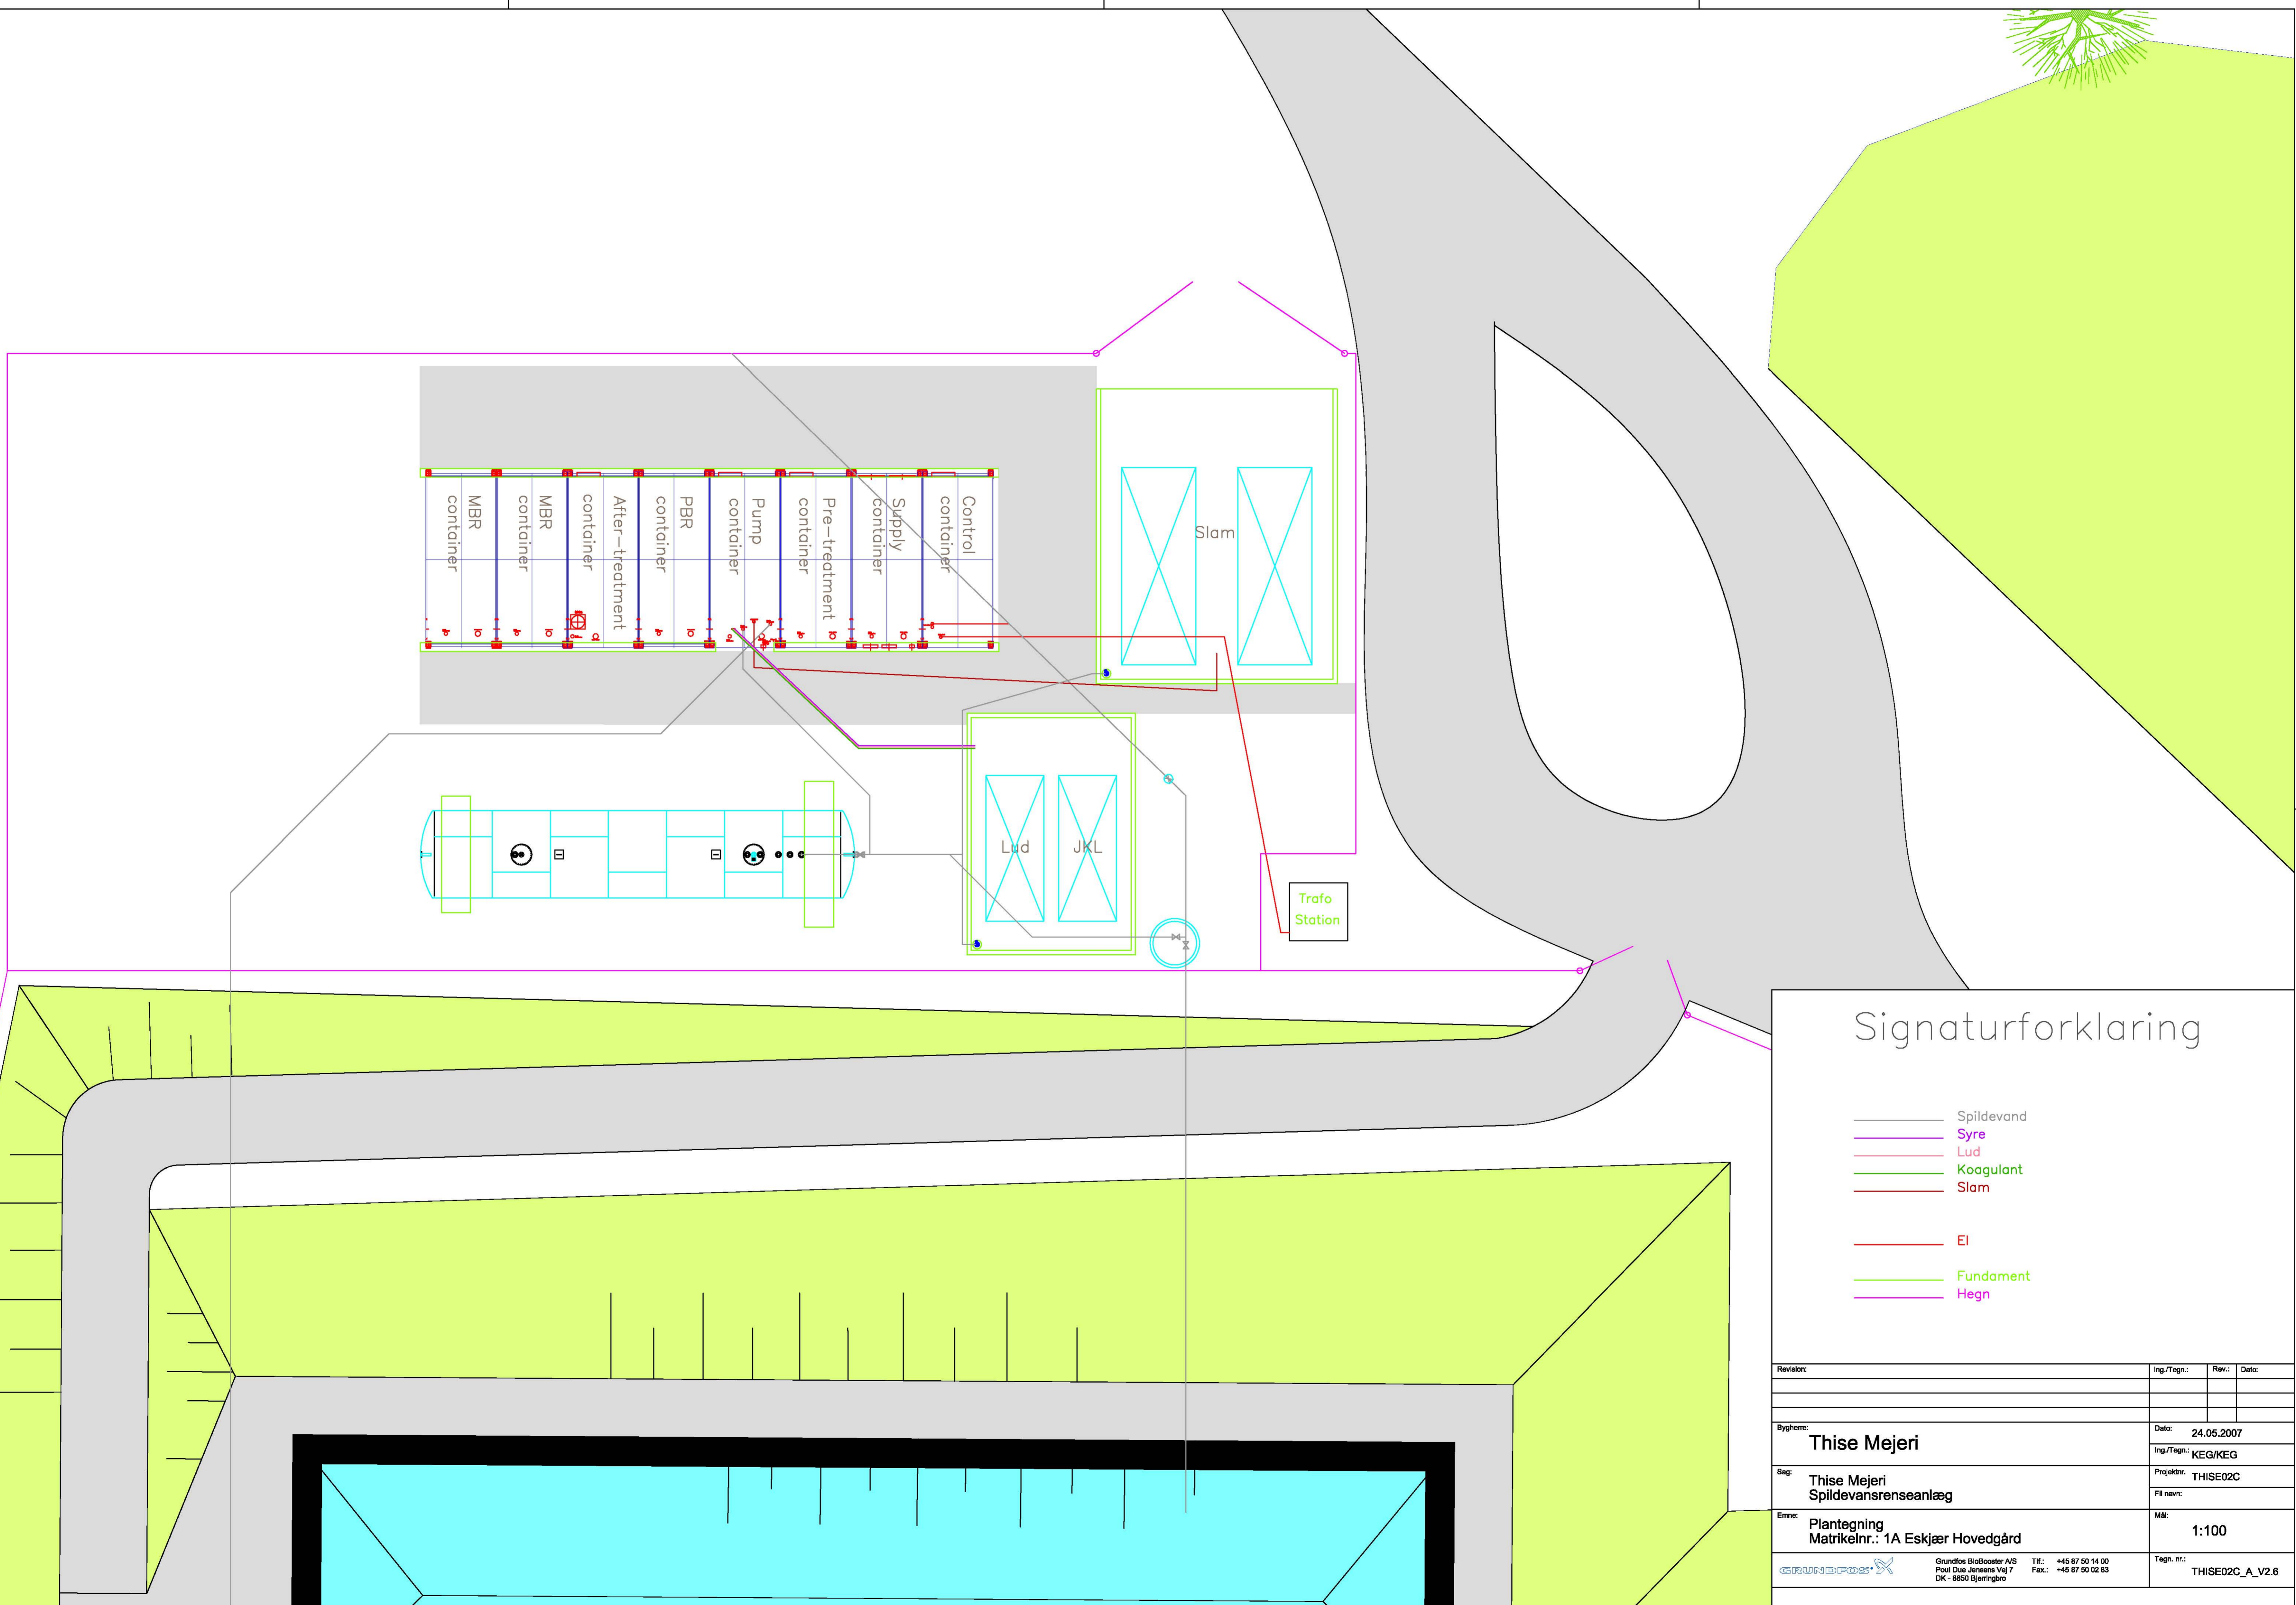 MBR
container
MBR
container
After-treatment
container
PBR
container
Pump
container
Pre-treatment
container
Supply
container
Control
container
Slam
Lud
JKL
Trafo
Station
Signaturforklaring
Spildevand
Syre
Lud
Koagulant
Slam
El
Fundament
Hegn
Revision:
Ing./Tegn.:
Rev.:
Dato:
Bygherre:
Thise Mejeri
Dato: 24.05.2007
Ing./Tegn.: KEG/KEG
Sag:
Thise Mejeri
Spildevansrenseanlæg
Projektnr. THISE02C
Fil navn:
Emne:
Plantegning
Matrikelnr.: 1A Eskjær Hovedgård
Mål:
1:100
GRUNDFOS
Grundfos BioBooster A/S Tlf.: +45 87 50 14 00
Poul Due Jensens Vej 7 Fax.: +45 87 50 02 83
DK - 8850 Bjerringbro
Tegn. nr.:
THISE02C_A_V2.6